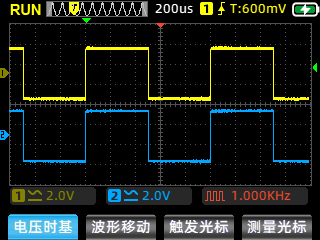 RUN T 200us 1 T:600mV
1
2
1 2.0V 2 2.0V 1.000KHz
电压时基 波形移动 触发光标 测量光标